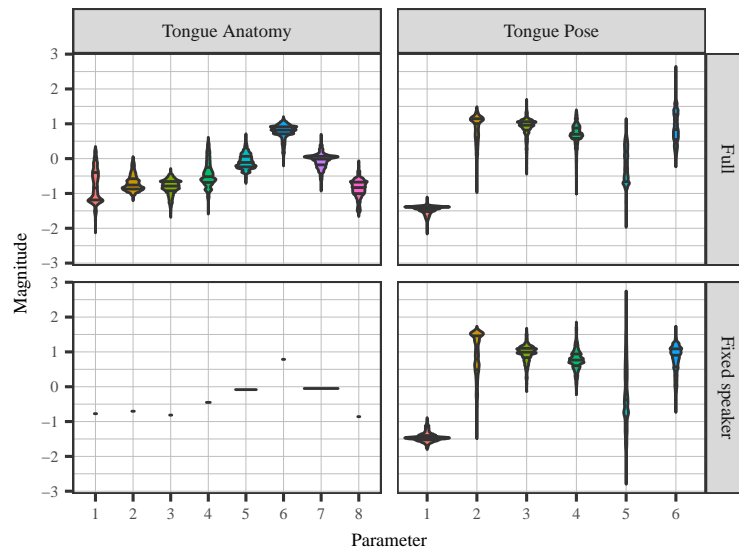 Tongue Anatomy
Tongue Pose
3
2
1
0
−1
−2
−3
Full
Magnitude
3
2
1
0
−1
−2
−3
Fixed speaker
1 2 3 4 5 6 7 8
1 2 3 4 5 6
Parameter